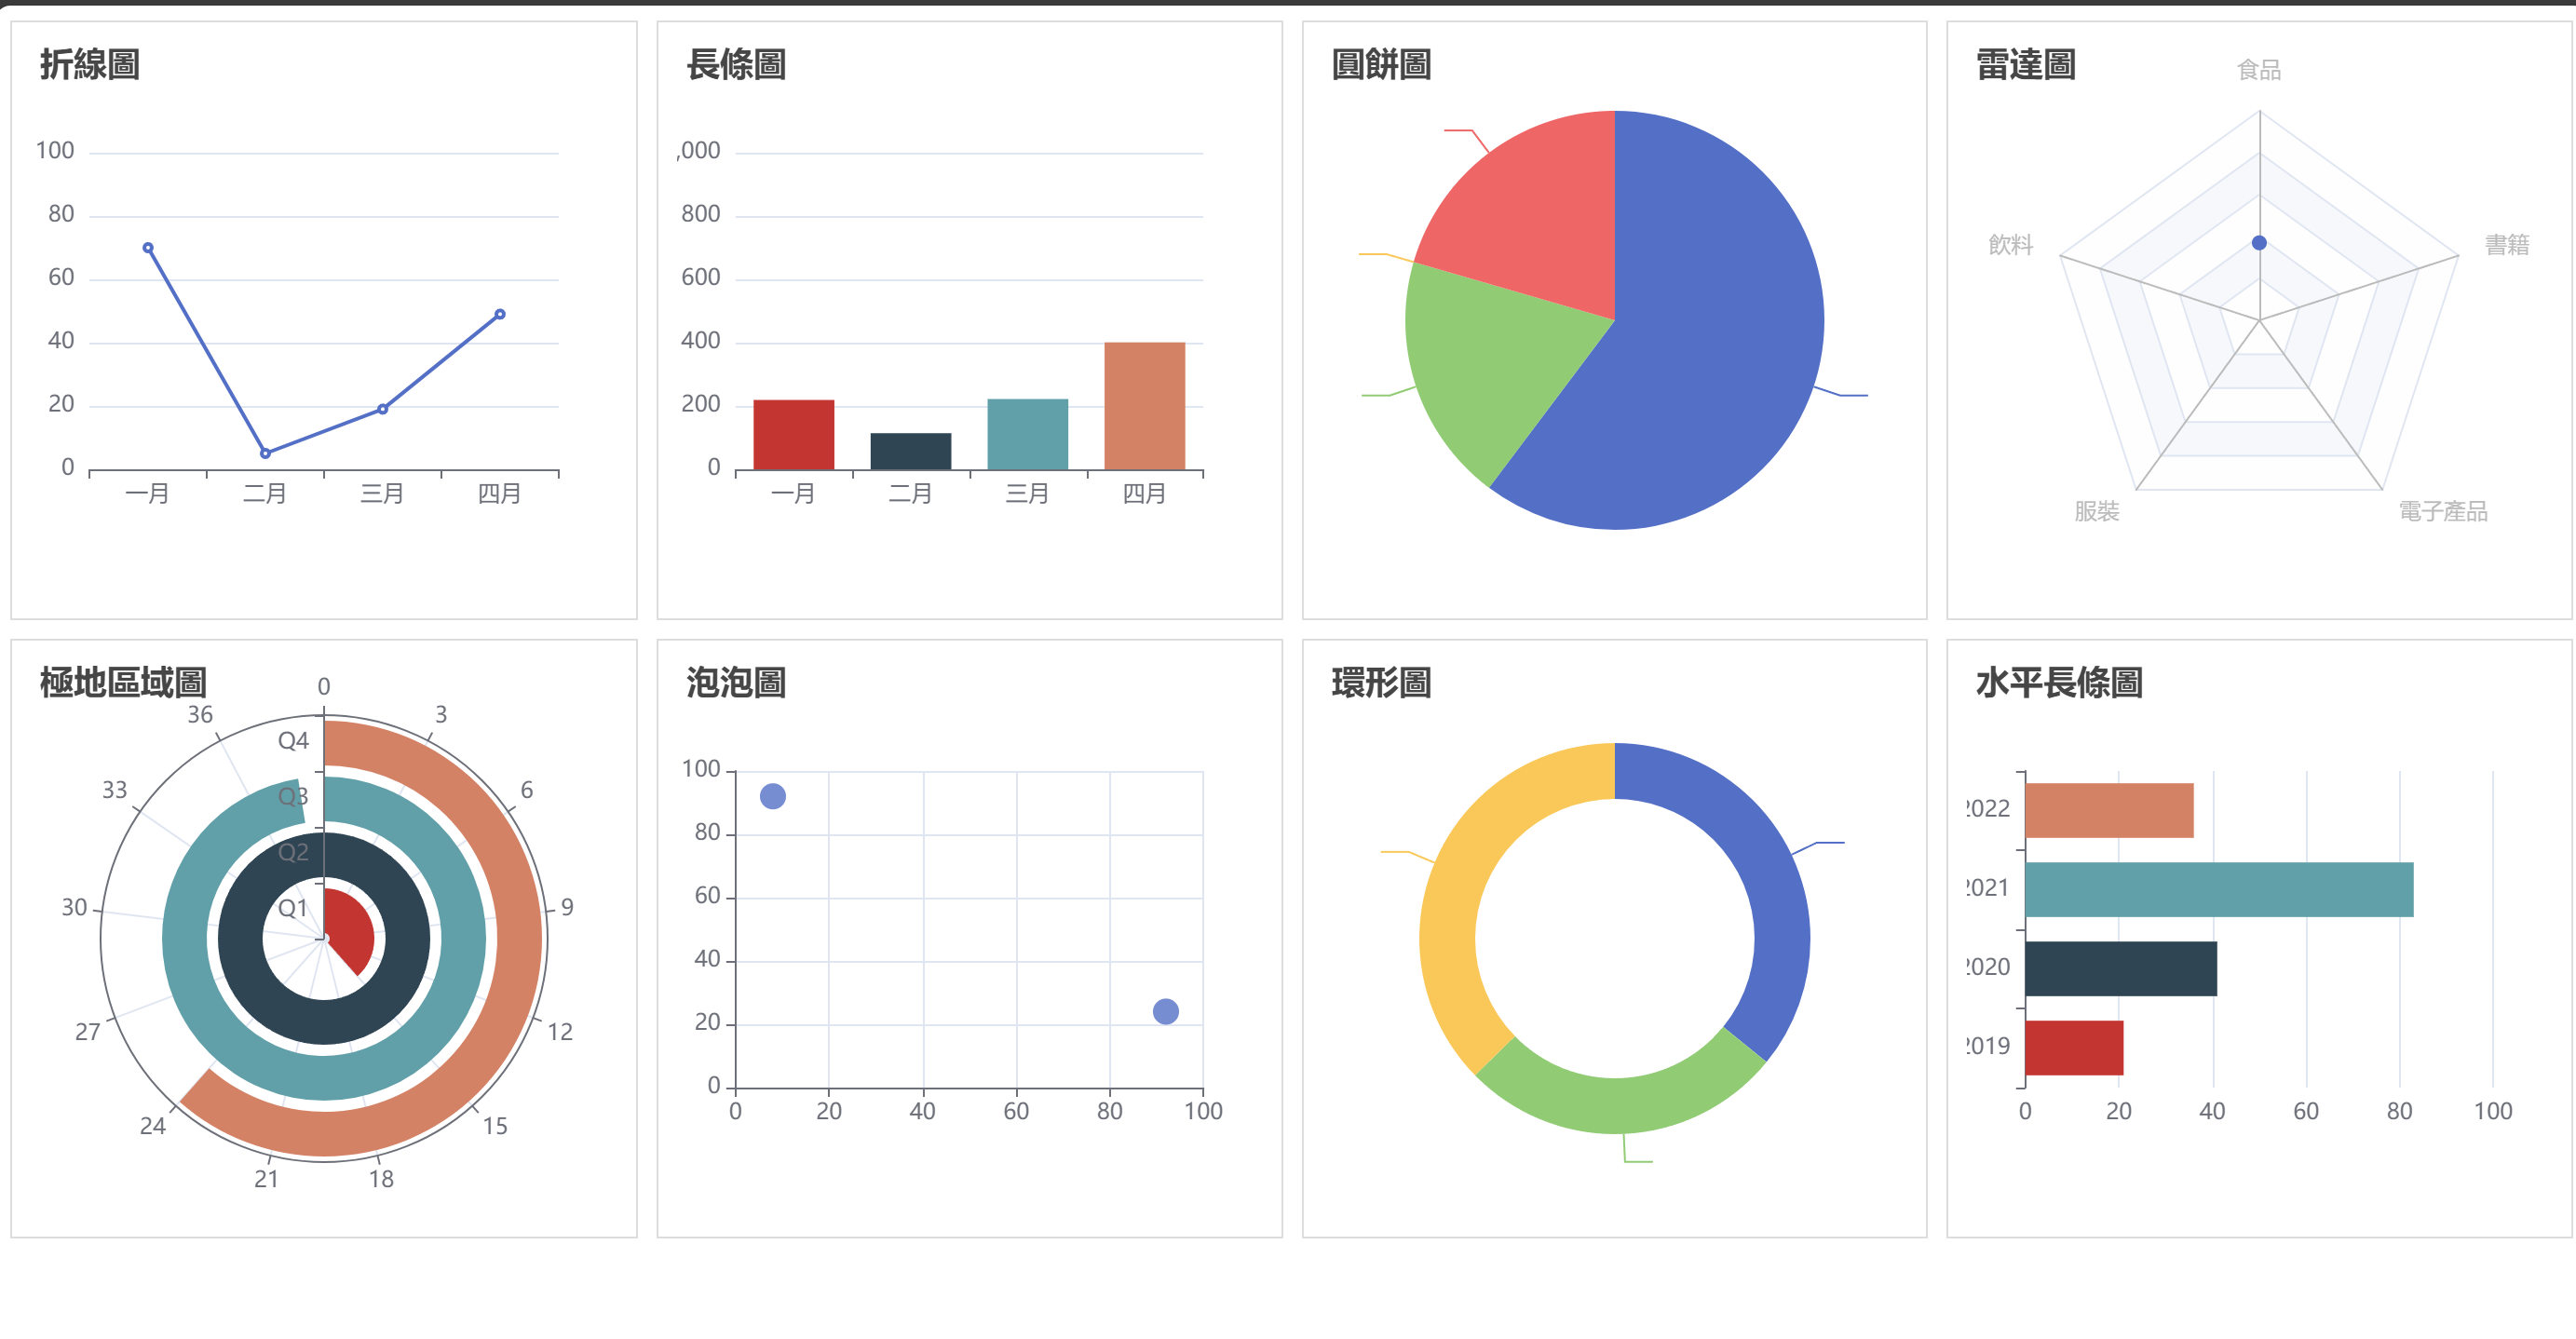 折線圖
100
80
60
40
20
0
一月 二月 三月 四月
長條圖
,000
800
600
400
200
0
一月 二月 三月 四月
圓餅圖
雷達圖
食品
飲料 書籍
服裝 電子產品
極地區域圖
0
36 3
Q4
33 6
Q3
Q2
30 Q1 9
27 12
24 15
21 18
泡泡圖
100
80
60
40
20
0
0 20 40 60 80 100
環形圖
水平長條圖
2022
2021
2020
2019
0 20 40 60 80 100